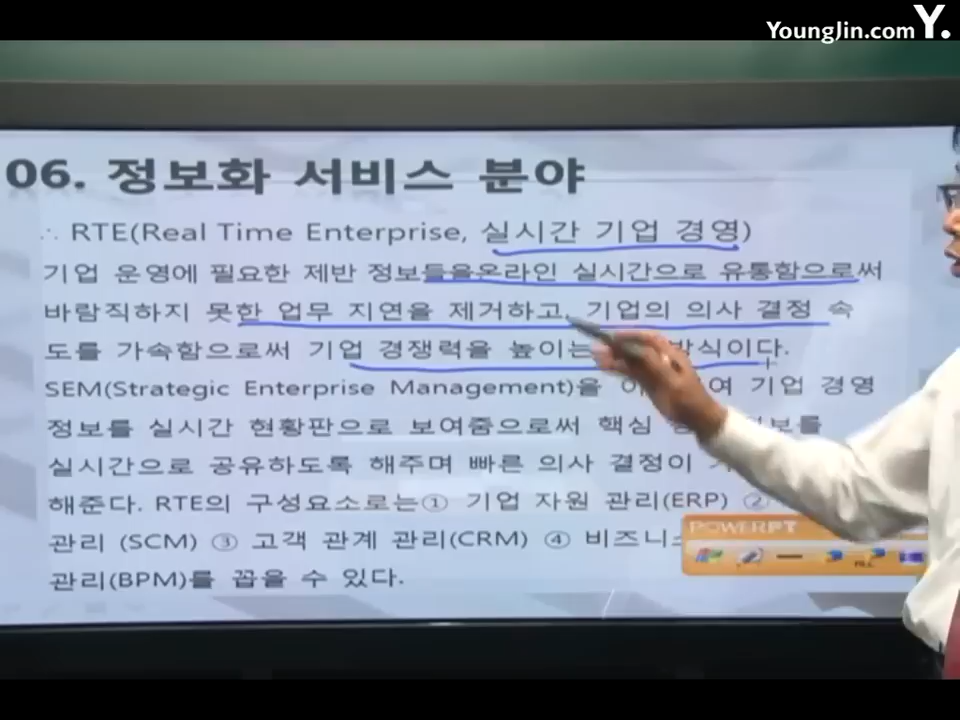 YoungJin.com Y.
06. 정보화 서비스 분야
∴ RTE(Real Time Enterprise, 실시간 기업 경영)
기업 운영에 필요한 제반 정보들을온라인 실시간으로 유통함으로써
바람직하지 못한 업무 지연을 제거하고, 기업의 의사 결정 속
도를 가속함으로써 기업 경쟁력을 높이는 방식이다.
SEM(Strategic Enterprise Management)을 여 기업 경영
정보를 실시간 현황판으로 보여줌으로써 핵심 보를
실시간으로 공유하도록 해주며 빠른 의사 결정이
해준다. RTE의 구성요소로는① 기업 자원 관리(ERP) ②
관리 (SCM) ③ 고객 관계 관리(CRM) ④ 비즈니스
관리(BPM)를 꼽을 수 있다.
POWERPT